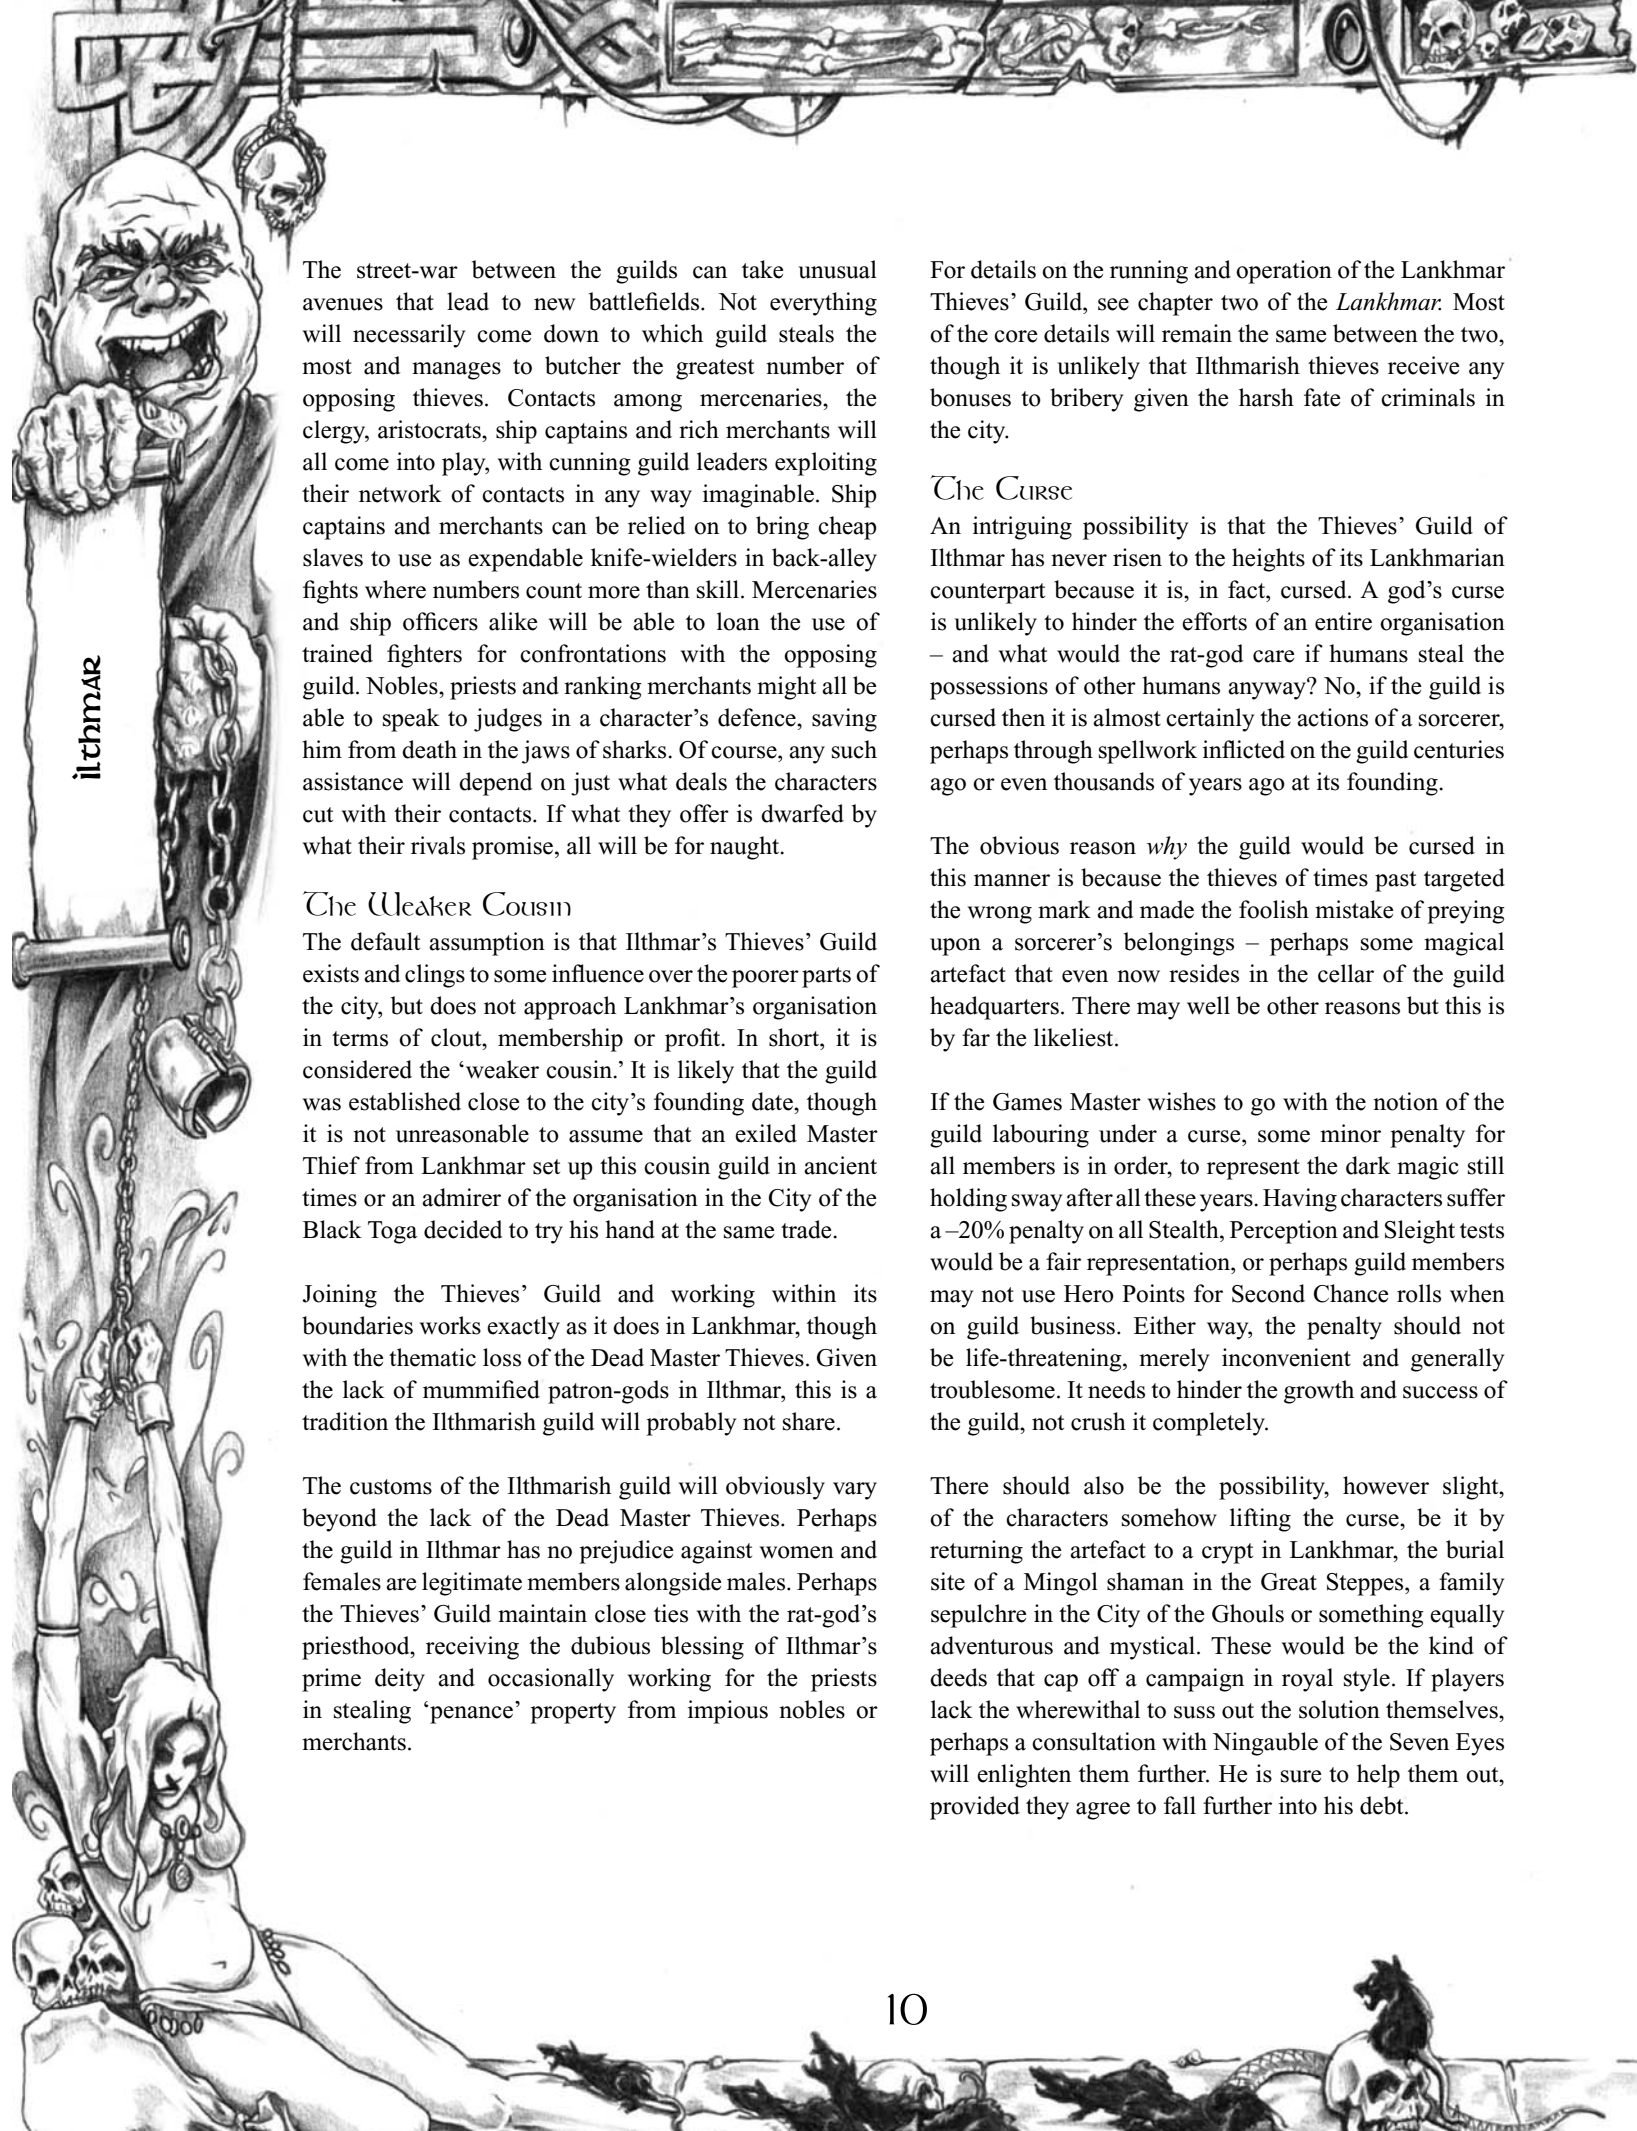 ilthmar
The street-war between the guilds can take unusual
avenues that lead to new battlefields. Not everything
will necessarily come down to which guild steals the
most and manages to butcher the greatest number of
opposing thieves. Contacts among mercenaries, the
clergy, aristocrats, ship captains and rich merchants will
all come into play, with cunning guild leaders exploiting
their network of contacts in any way imaginable. Ship
captains and merchants can be relied on to bring cheap
slaves to use as expendable knife-wielders in back-alley
fights where numbers count more than skill. Mercenaries
and ship officers alike will be able to loan the use of
trained fighters for confrontations with the opposing
guild. Nobles, priests and ranking merchants might all be
able to speak to judges in a character’s defence, saving
him from death in the jaws of sharks. Of course, any such
assistance will depend on just what deals the characters
cut with their contacts. If what they offer is dwarfed by
what their rivals promise, all will be for naught.
The Weaker Cousin
The default assumption is that Ilthmar’s Thieves’ Guild
exists and clings to some influence over the poorer parts of
the city, but does not approach Lankhmar’s organisation
in terms of clout, membership or profit. In short, it is
considered the ‘weaker cousin.’ It is likely that the guild
was established close to the city’s founding date, though
it is not unreasonable to assume that an exiled Master
Thief from Lankhmar set up this cousin guild in ancient
times or an admirer of the organisation in the City of the
Black Toga decided to try his hand at the same trade.
Joining the Thieves’ Guild and working within its
boundaries works exactly as it does in Lankhmar, though
with the thematic loss of the Dead Master Thieves. Given
the lack of mummified patron-gods in Ilthmar, this is a
tradition the Ilthmarish guild will probably not share.
The customs of the Ilthmarish guild will obviously vary
beyond the lack of the Dead Master Thieves. Perhaps
the guild in Ilthmar has no prejudice against women and
females are legitimate members alongside males. Perhaps
the Thieves’ Guild maintain close ties with the rat-god’s
priesthood, receiving the dubious blessing of Ilthmar’s
prime deity and occasionally working for the priests
in stealing ‘penance’ property from impious nobles or
merchants.
For details on the running and operation of the Lankhmar
Thieves’ Guild, see chapter two of the Lankhmar. Most
of the core details will remain the same between the two,
though it is unlikely that Ilthmarish thieves receive any
bonuses to bribery given the harsh fate of criminals in
the city.
The Curse
An intriguing possibility is that the Thieves’ Guild of
Ilthmar has never risen to the heights of its Lankhmarian
counterpart because it is, in fact, cursed. A god’s curse
is unlikely to hinder the efforts of an entire organisation
– and what would the rat-god care if humans steal the
possessions of other humans anyway? No, if the guild is
cursed then it is almost certainly the actions of a sorcerer,
perhaps through spellwork inflicted on the guild centuries
ago or even thousands of years ago at its founding.
The obvious reason why the guild would be cursed in
this manner is because the thieves of times past targeted
the wrong mark and made the foolish mistake of preying
upon a sorcerer’s belongings – perhaps some magical
artefact that even now resides in the cellar of the guild
headquarters. There may well be other reasons but this is
by far the likeliest.
If the Games Master wishes to go with the notion of the
guild labouring under a curse, some minor penalty for
all members is in order, to represent the dark magic still
holding sway after all these years. Having characters suffer
a –20% penalty on all Stealth, Perception and Sleight tests
would be a fair representation, or perhaps guild members
may not use Hero Points for Second Chance rolls when
on guild business. Either way, the penalty should not
be life-threatening, merely inconvenient and generally
troublesome. It needs to hinder the growth and success of
the guild, not crush it completely.
There should also be the possibility, however slight,
of the characters somehow lifting the curse, be it by
returning the artefact to a crypt in Lankhmar, the burial
site of a Mingol shaman in the Great Steppes, a family
sepulchre in the City of the Ghouls or something equally
adventurous and mystical. These would be the kind of
deeds that cap off a campaign in royal style. If players
lack the wherewithal to suss out the solution themselves,
perhaps a consultation with Ningauble of the Seven Eyes
will enlighten them further. He is sure to help them out,
provided they agree to fall further into his debt.
10